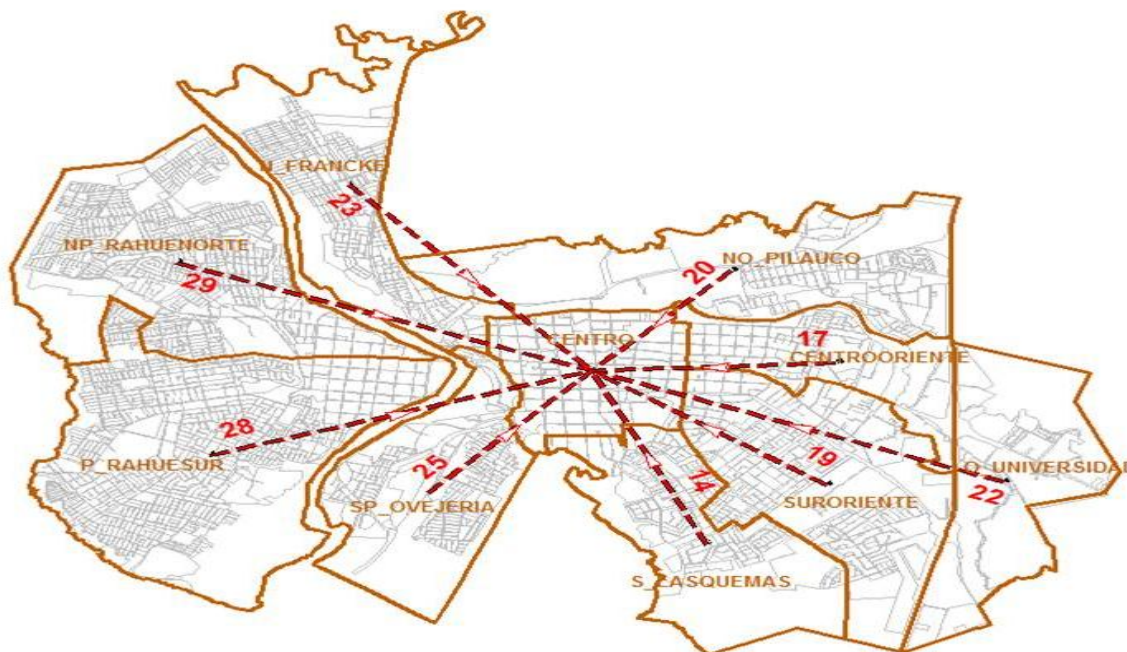 N_FRANCKE
23
NP_RAHUENORTE
29
NO_PILAUCO
20
CENTRO
17
CENTROORIENTE
28
P_RAHUESUR
25
SP_OVEJERIA
14
19
SURORIENTE
O_UNIVERSIDAD
22
S_LASQUEMAS